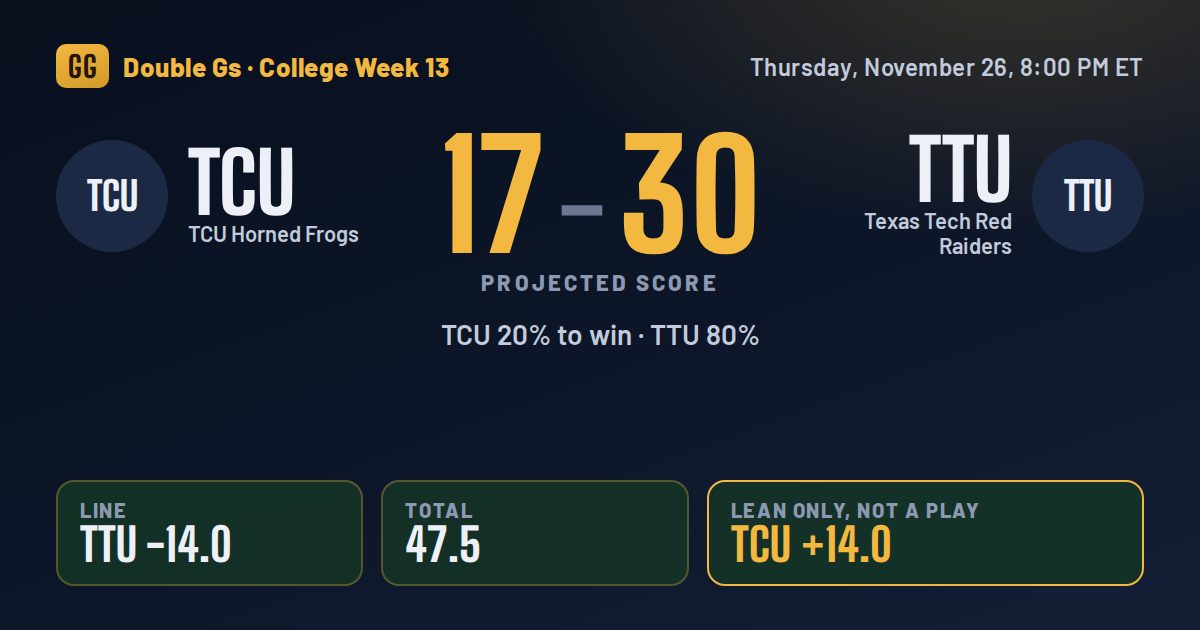 GG Double Gs · College Week 13
Thursday, November 26, 8:00 PM ET
TCU
TCU
TCU Horned Frogs
17 – 30
PROJECTED SCORE
TCU 20% to win · TTU 80%
TTU
Texas Tech Red
Raiders
TTU
LINE
TTU −14.0
TOTAL
47.5
LEAN ONLY, NOT A PLAY
TCU +14.0